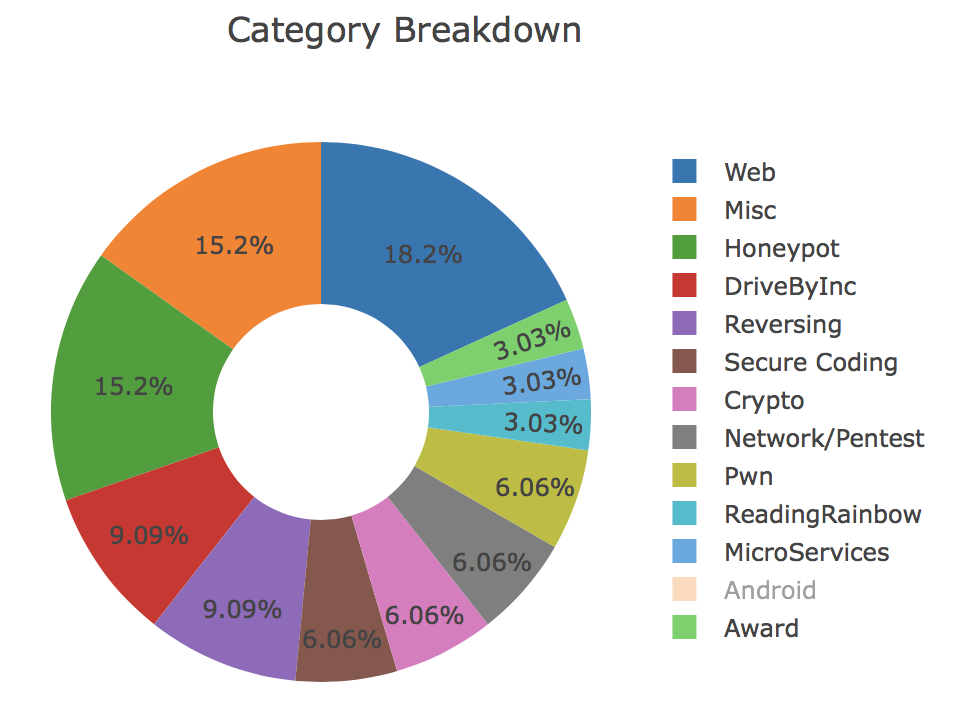 Category Breakdown
18.2%
3.03%
3.03%
3.03%
6.06%
6.06%
6.06%
6.06%
9.09%
9.09%
15.2%
15.2%
Web
Misc
Honeypot
DriveByInc
Reversing
Secure Coding
Crypto
Network/Pentest
Pwn
ReadingRainbow
MicroServices
Android
Award